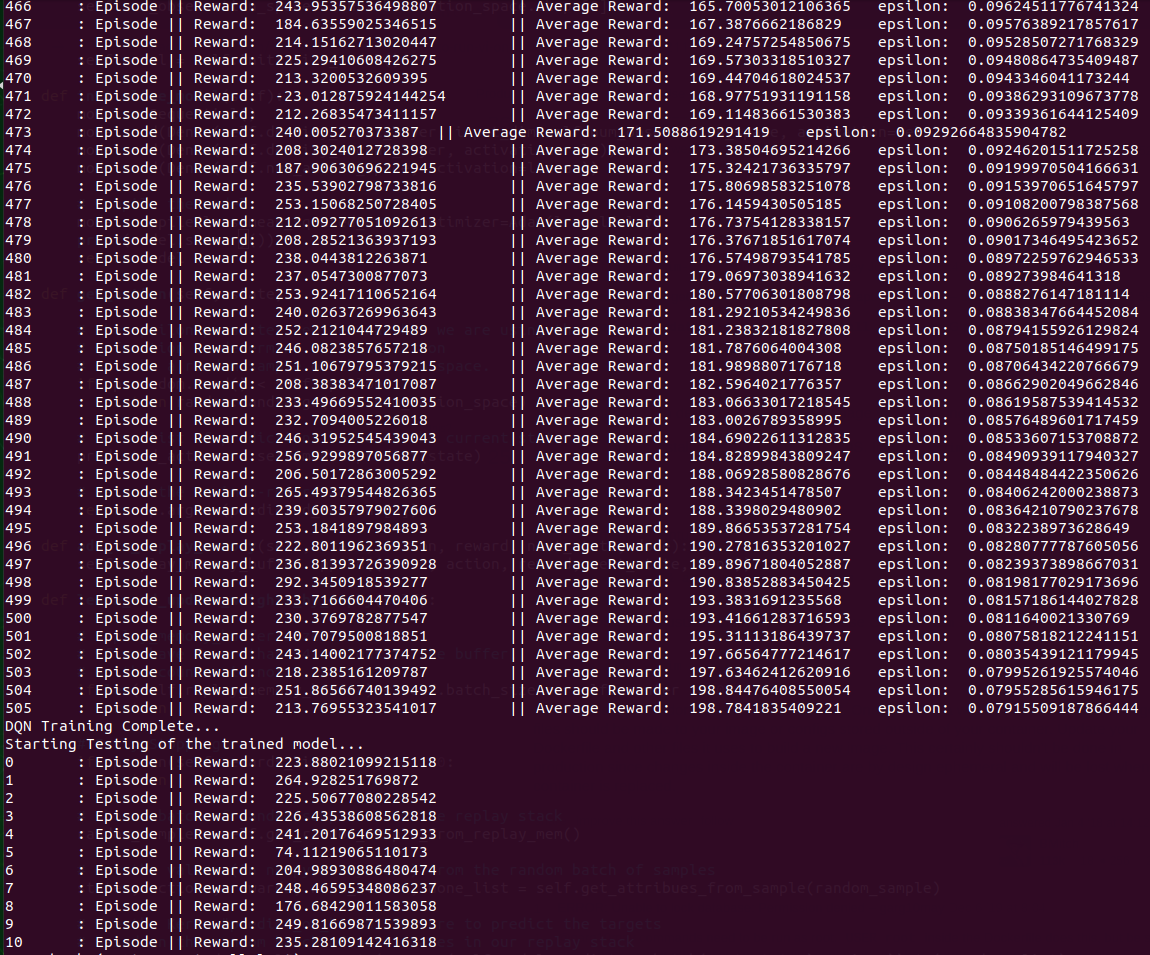 466 : Episode || Reward: 243.95357536498807 || Average Reward: 165.70053012106365 epsilon: 0.09624511776741324
467 : Episode || Reward: 184.63559025346515 || Average Reward: 167.3876662186829 epsilon: 0.09576389217857617
468 : Episode || Reward: 214.15162713020447 || Average Reward: 169.24757254850675 epsilon: 0.09528507271768329
469 : Episode || Reward: 225.29410608426275 || Average Reward: 169.57303318510327 epsilon: 0.09480864735409487
470 : Episode || Reward: 213.3200532609395 || Average Reward: 169.44704618024537 epsilon: 0.0943346041173244
471 : Episode || Reward: -23.012875924144254 || Average Reward: 168.97751931191158 epsilon: 0.09386293109673778
472 : Episode || Reward: 212.26835473411157 || Average Reward: 169.11483661530383 epsilon: 0.09339361644125409
473 : Episode || Reward: 240.005270373387 || Average Reward: 171.5088619291419 epsilon: 0.09292664835904782
474 : Episode || Reward: 208.3024012728398 || Average Reward: 173.38504695214266 epsilon: 0.09246201511725258
475 : Episode || Reward: 187.90630696221945 || Average Reward: 175.32421736335797 epsilon: 0.09199970504166631
476 : Episode || Reward: 235.53902798733816 || Average Reward: 175.80698583251078 epsilon: 0.09153970651645797
477 : Episode || Reward: 253.15068250728405 || Average Reward: 176.1459430505185 epsilon: 0.09108200798387568
478 : Episode || Reward: 212.09277051092613 || Average Reward: 176.73754128338157 epsilon: 0.0906265979439563
479 : Episode || Reward: 208.28521363937193 || Average Reward: 176.37671851617074 epsilon: 0.09017346495423652
480 : Episode || Reward: 238.0443812263871 || Average Reward: 176.57498793541785 epsilon: 0.08972259762946533
481 : Episode || Reward: 237.0547300877073 || Average Reward: 179.06973038941632 epsilon: 0.089273984641318
482 : Episode || Reward: 253.92417110652164 || Average Reward: 180.57706301808798 epsilon: 0.0888276147181114
483 : Episode || Reward: 240.02637269963643 || Average Reward: 181.29210534249836 epsilon: 0.08838347664452084
484 : Episode || Reward: 252.2121044729489 || Average Reward: 181.23832181827808 epsilon: 0.08794155926129824
485 : Episode || Reward: 246.0823857657218 || Average Reward: 181.7876064004308 epsilon: 0.08750185146499175
486 : Episode || Reward: 251.10679795379215 || Average Reward: 181.9898807176718 epsilon: 0.08706434220766679
487 : Episode || Reward: 208.38383471017087 || Average Reward: 182.5964021776357 epsilon: 0.08662902049662846
488 : Episode || Reward: 233.49669552410035 || Average Reward: 183.06633017218545 epsilon: 0.08619587539414532
489 : Episode || Reward: 232.7094005226018 || Average Reward: 183.0026789358995 epsilon: 0.08576489601717459
490 : Episode || Reward: 246.31952545439043 || Average Reward: 184.69022611312835 epsilon: 0.08533607153708872
491 : Episode || Reward: 256.9299897056877 || Average Reward: 184.82899843809247 epsilon: 0.08490939117940327
492 : Episode || Reward: 206.50172863005292 || Average Reward: 188.06928580828676 epsilon: 0.08448484422350626
493 : Episode || Reward: 265.49379544826365 || Average Reward: 188.3423451478507 epsilon: 0.08406242000238873
494 : Episode || Reward: 239.60357979027606 || Average Reward: 188.3398029480902 epsilon: 0.08364210790237678
495 : Episode || Reward: 253.1841897984893 || Average Reward: 189.86653537281754 epsilon: 0.0832238973628649
496 : Episode || Reward: 222.8011962369351 || Average Reward: 190.27816353201027 epsilon: 0.08280777787605056
497 : Episode || Reward: 236.81393726390928 || Average Reward: 189.89671804052887 epsilon: 0.08239373898667031
498 : Episode || Reward: 292.3450918539277 || Average Reward: 190.83852883450425 epsilon: 0.08198177029173696
499 : Episode || Reward: 233.7166604470406 || Average Reward: 193.3831691235568 epsilon: 0.08157186144027828
500 : Episode || Reward: 230.3769782877547 || Average Reward: 193.41661283716593 epsilon: 0.0811640021330769
501 : Episode || Reward: 240.7079500818851 || Average Reward: 195.31113186439737 epsilon: 0.08075818212241151
502 : Episode || Reward: 243.14002177374752 || Average Reward: 197.66564777214617 epsilon: 0.08035439121179945
503 : Episode || Reward: 218.2385161209787 || Average Reward: 197.63462412620916 epsilon: 0.07995261925574046
504 : Episode || Reward: 251.86566740139492 || Average Reward: 198.84476408550054 epsilon: 0.07955285615946175
505 : Episode || Reward: 213.76955323541017 || Average Reward: 198.7841835409221 epsilon: 0.07915509187866444
DQN Training Complete...
Starting Testing of the trained model...
0 : Episode || Reward: 223.88021099215118
1 : Episode || Reward: 264.928251769872
2 : Episode || Reward: 225.50677080228542
3 : Episode || Reward: 226.43538608562818
4 : Episode || Reward: 241.20176469512933
5 : Episode || Reward: 74.11219065110173
6 : Episode || Reward: 204.98930886480474
7 : Episode || Reward: 248.46595348086237
8 : Episode || Reward: 176.68429011583058
9 : Episode || Reward: 249.81669871539893
10 : Episode || Reward: 235.28109142416318